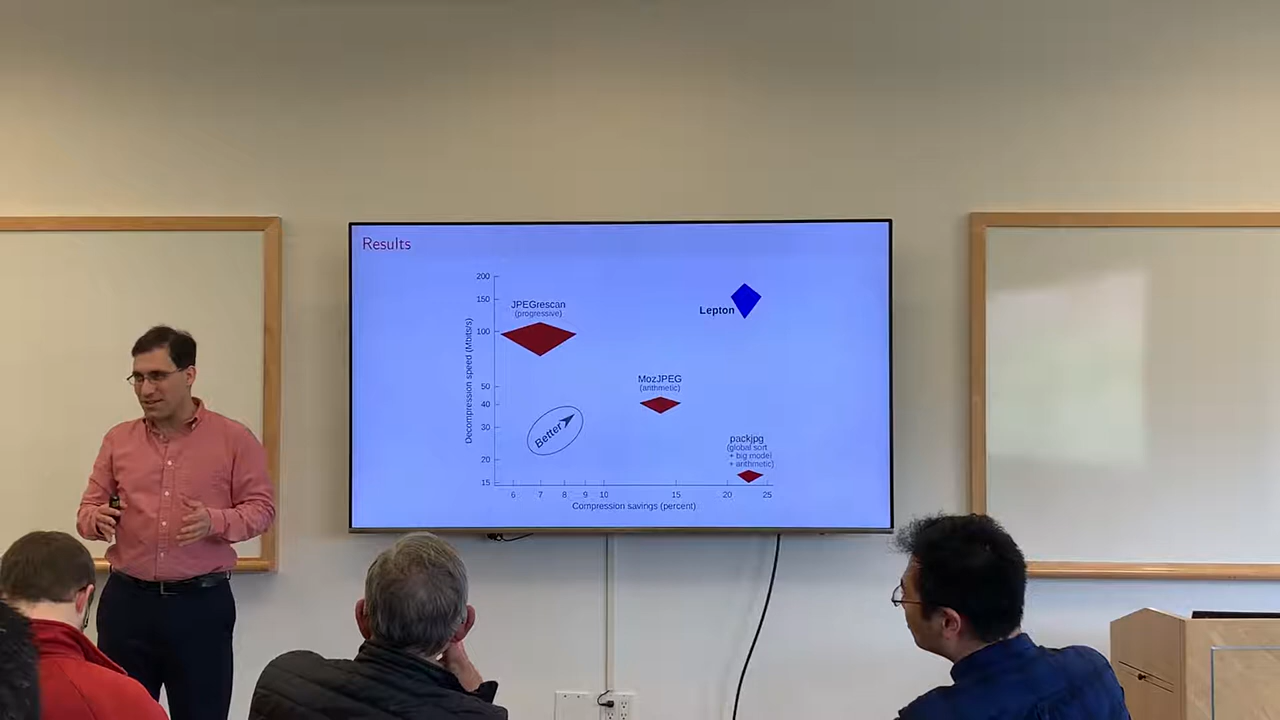 Results
200
150
100
50
40
30
20
15
Decompression speed (Mbits/s)
JPEGrescan
(progressive)
Lepton
MozJPEG
(arithmetic)
Better
packjpg
(global sort
+ big model
+ arithmetic)
6 7 8 9 10 15 20 25
Compression savings (percent)